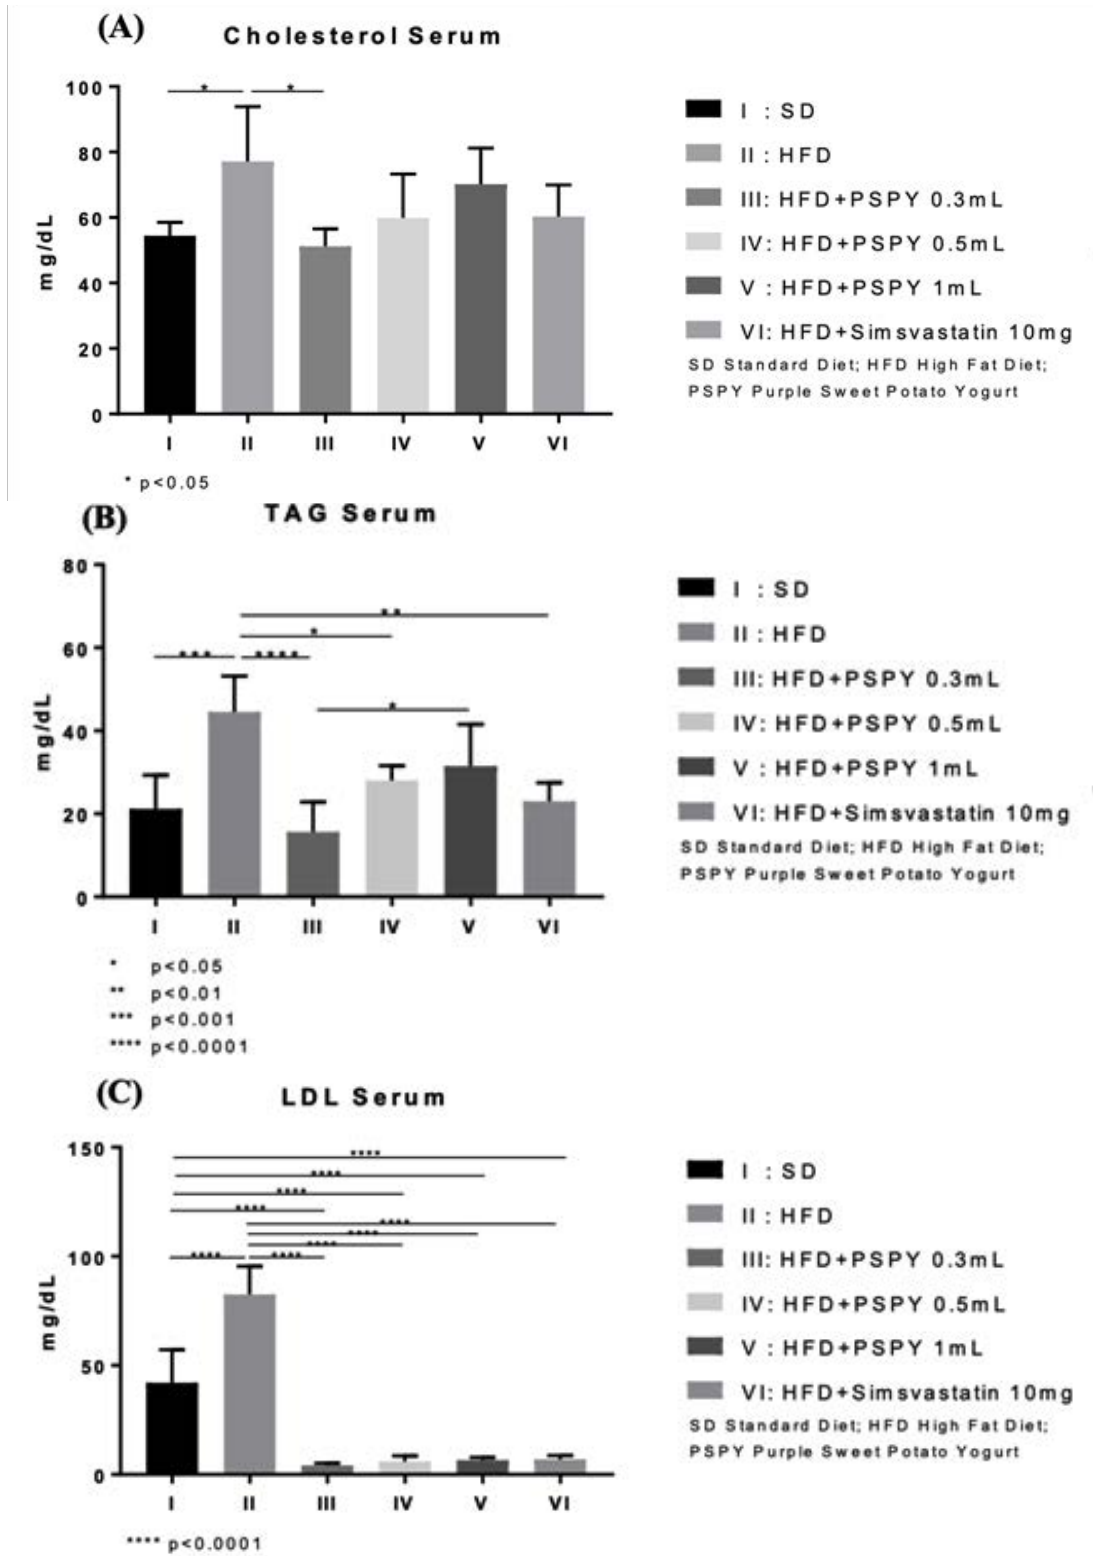 (A)
Cholesterol Serum
100
80
60
40
20
0
mg/dL
* *
I II III IV V VI
* p<0.05
I : SD
II : HFD
III: HFD+PSPY 0.3mL
IV: HFD+PSPY 0.5mL
V : HFD+PSPY 1mL
VI: HFD+Simsvastatin 10mg
SD Standard Diet; HFD High Fat Diet;
PSPY Purple Sweet Potato Yogurt
(B)
TAG Serum
80
60
40
20
0
mg/dL
**
*
*** ****
*
I II III IV V VI
* p<0.05
** p<0.01
*** p<0.001
**** p<0.0001
I : SD
II : HFD
III: HFD+PSPY 0.3mL
IV: HFD+PSPY 0.5mL
V : HFD+PSPY 1mL
VI: HFD+Simsvastatin 10mg
SD Standard Diet; HFD High Fat Diet;
PSPY Purple Sweet Potato Yogurt
(C)
LDL Serum
150
100
50
0
mg/dL
****
****
****
****
****
****
****
**** ****
I II III IV V VI
**** p<0.0001
I : SD
II : HFD
III: HFD+PSPY 0.3mL
IV: HFD+PSPY 0.5mL
V : HFD+PSPY 1mL
VI: HFD+Simsvastatin 10mg
SD Standard Diet; HFD High Fat Diet;
PSPY Purple Sweet Potato Yogurt